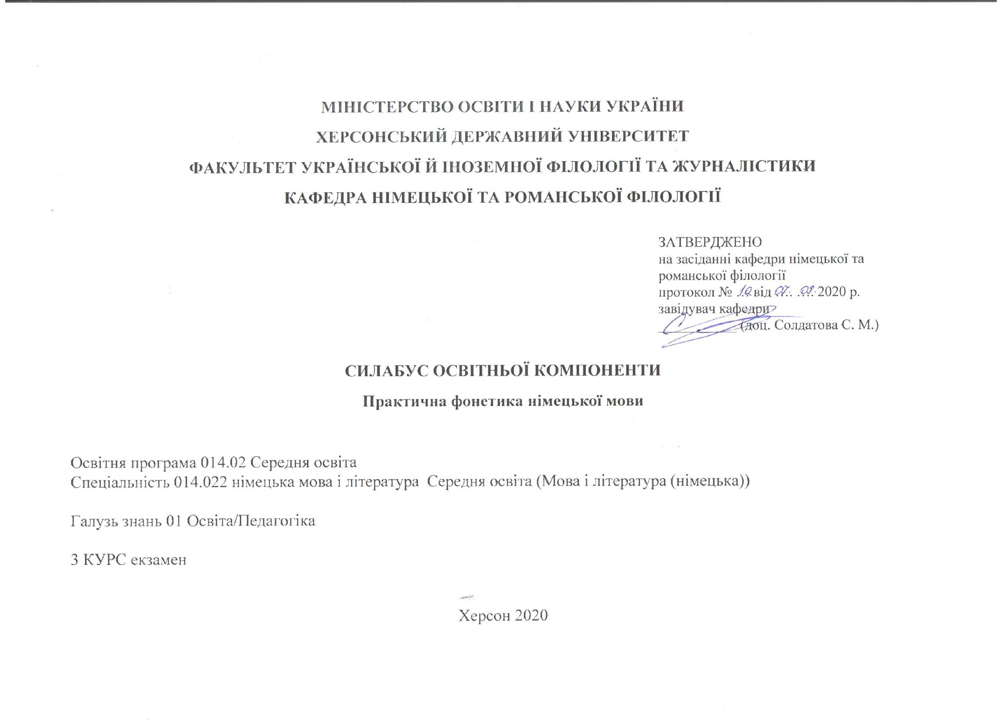 МІНІСТЕРСТВО ОСВІТИ І НАУКИ УКРАЇНИ
ХЕРСОНСЬКИЙ ДЕРЖАВНИЙ УНІВЕРСИТЕТ
ФАКУЛЬТЕТ УКРАЇНСЬКОЇ Й ІНОЗЕМНОЇ ФІЛОЛОГІЇ ТА ЖУРНАЛІСТИКИ
КАФЕДРА НІМЕЦЬКОЇ ТА РОМАНСЬКОЇ ФІЛОЛОГІЇ
ЗАТВЕРДЖЕНО
на засіданні кафедри німецької та
романської філології
протокол № від 07. 2020 р.
завідувач кафедри
(доц. Солдатова С. М.)
СИЛАБУС ОСВІТНЬОЇ КОМПОНЕНТИ
Практична фонетика німецької мови
Освітня програма 014.02 Середня освіта
Спеціальність 014.022 німецька мова і література Середня освіта (Мова і література (німецька))
Галузь знань 01 Освіта/Педагогіка
3 КУРС екзамен
Херсон 2020